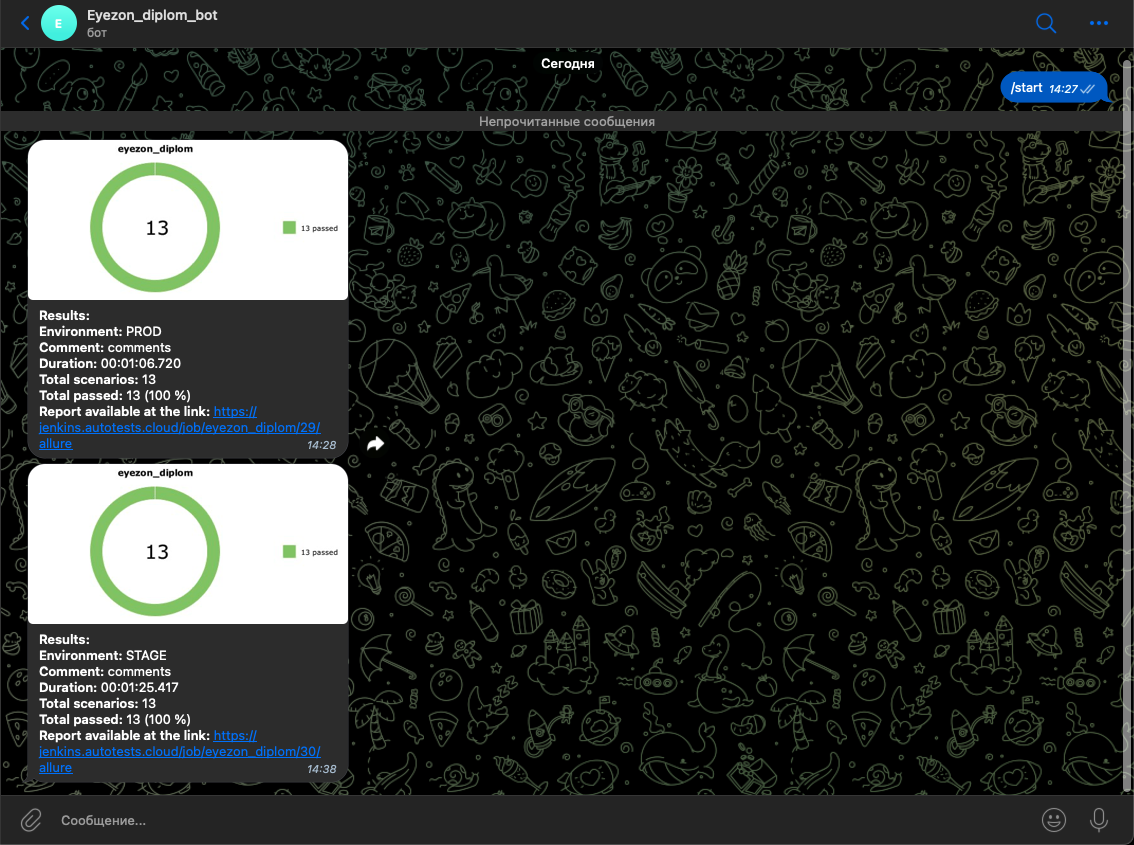 Eyezon_diplom_bot
бот
Сегодня
/start 14:27
Непрочитанные сообщения
eyezon_diplom
13
13 passed
Results:
Environment: PROD
Comment: comments
Duration: 00:01:06.720
Total scenarios: 13
Total passed: 13 (100 %)
Report available at the link: https://
jenkins.autotests.cloud/job/eyezon_diplom/29/
allure
14:28
eyezon_diplom
13
13 passed
Results:
Environment: STAGE
Comment: comments
Duration: 00:01:25.417
Total scenarios: 13
Total passed: 13 (100 %)
Report available at the link: https://
jenkins.autotests.cloud/job/eyezon_diplom/30/
allure
14:38
Сообщение...